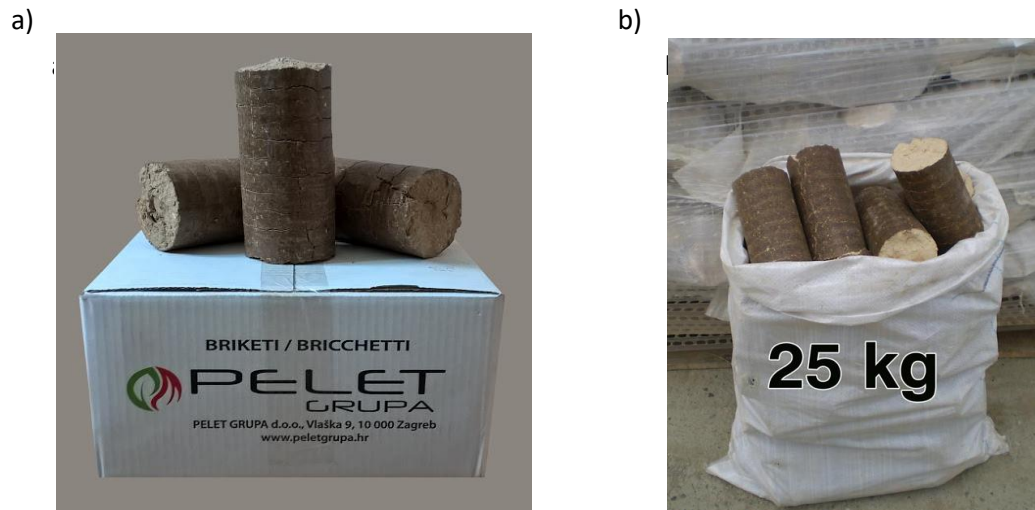 a)
b)
BRIKETI / BRICCHETTI
PELET
GRUPA
PELET GRUPA d.o.o., Vlaška 9, 10 000 Zagreb
www.peletgrupa.hr
25 kg